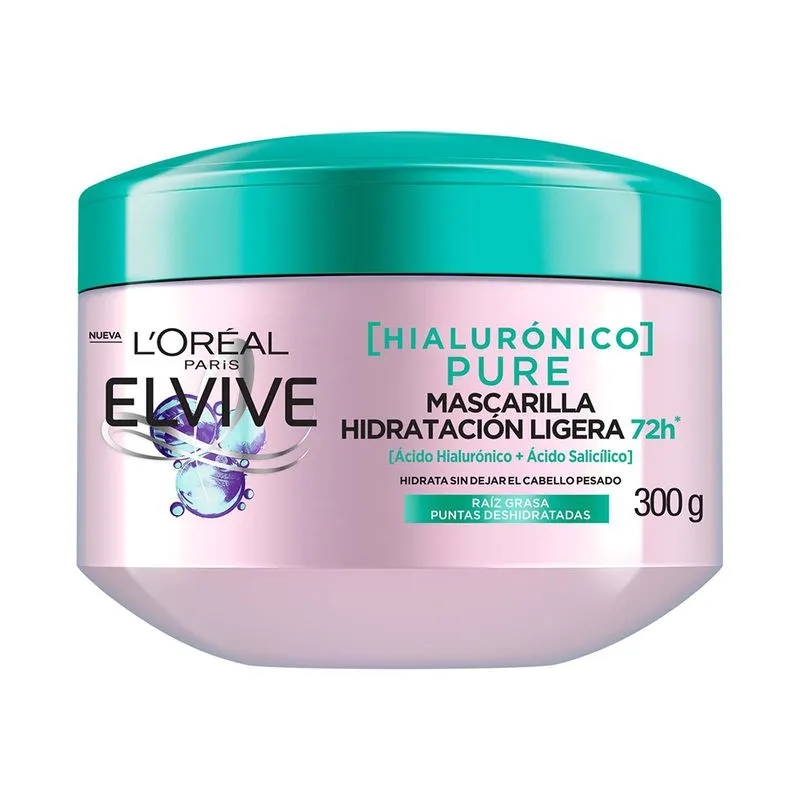 NUEVA
L'ORÉAL
PARIS
ELVIVE
[HIALURÓNICO]
PURE
MASCARILLA
HIDRATACIÓN LIGERA 72h*
[Ácido Hialurónico + Ácido Salicílico]
HIDRATA SIN DEJAR EL CABELLO PESADO
RAÍZ GRASA
PUNTAS DESHIDRATADAS
300 g